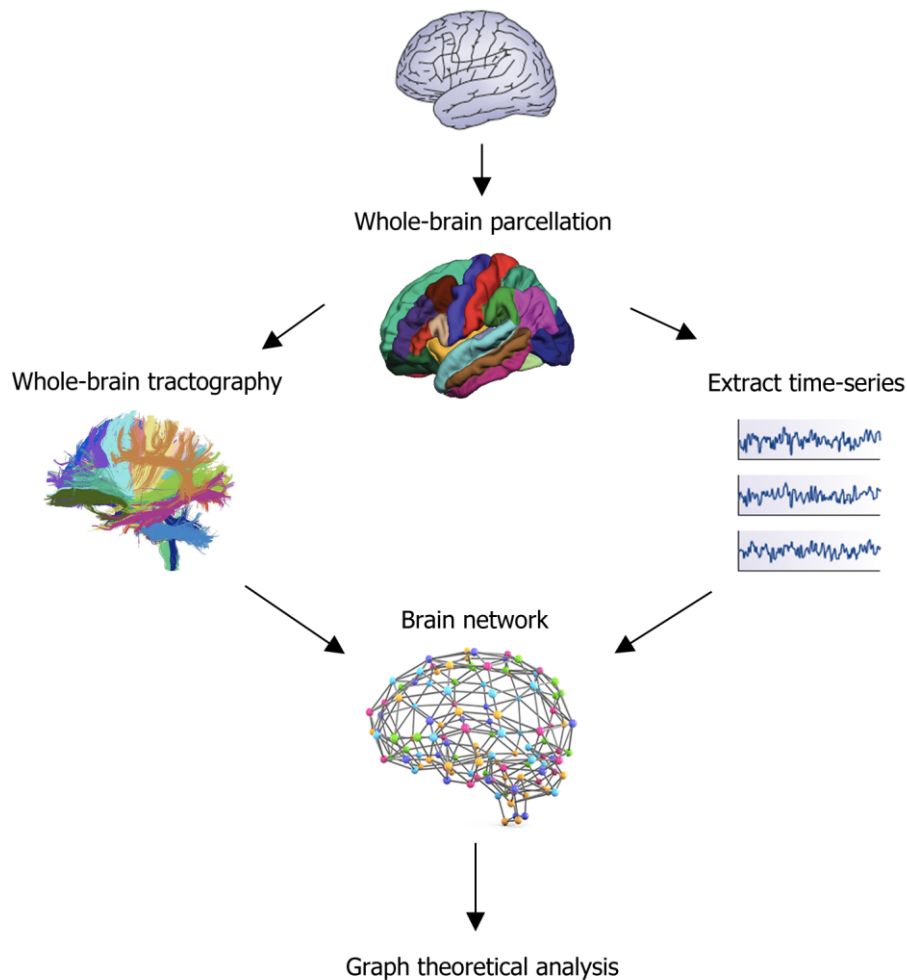 Whole-brain parcellation
Whole-brain tractography
Extract time-series
Brain network
Graph theoretical analysis